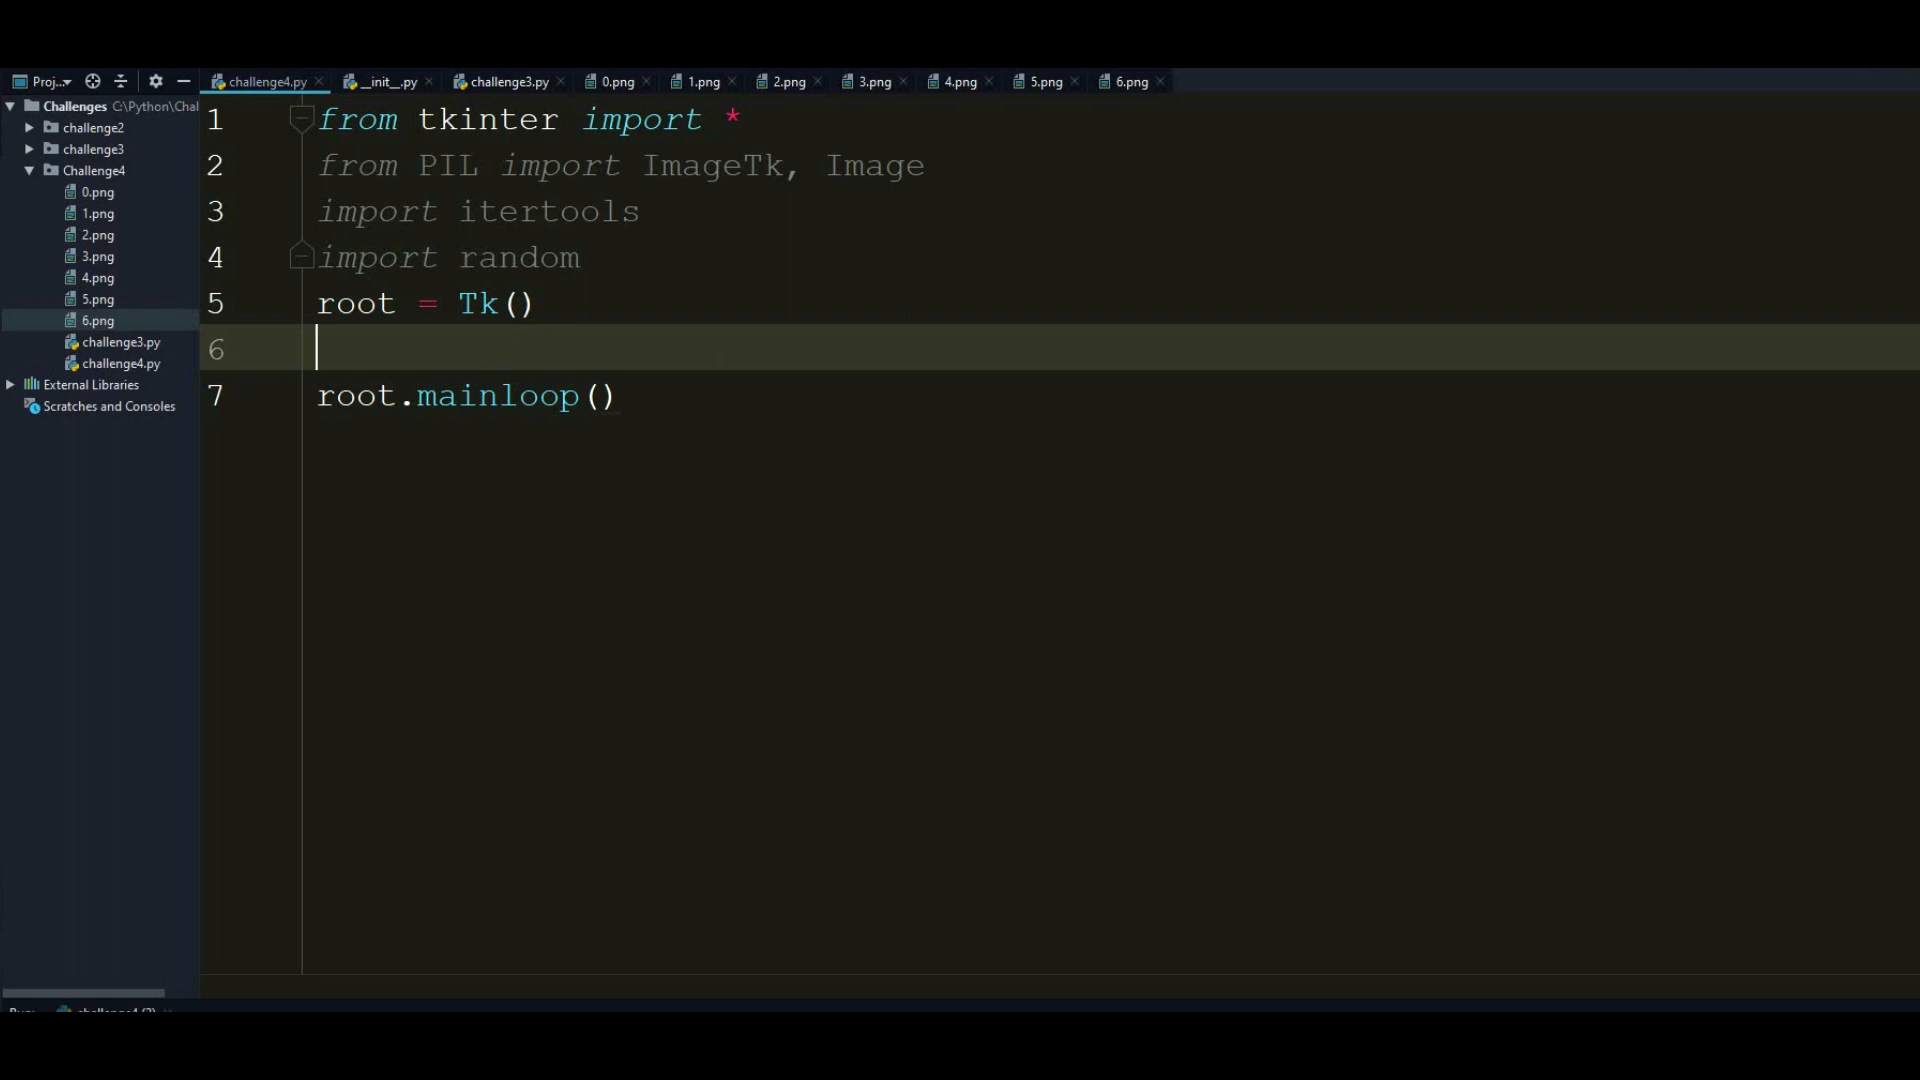 Proj...
challenge4.py
__init__.py
challenge3.py
0.png
1.png
2.png
3.png
4.png
5.png
6.png
Challenges C:\Python\Chal
challenge2
challenge3
Challenge4
0.png
1.png
2.png
3.png
4.png
5.png
6.png
challenge3.py
challenge4.py
External Libraries
Scratches and Consoles
1 from tkinter import *
2 from PIL import ImageTk, Image
3 import itertools
4 import random
5 root = Tk()
6
7 root.mainloop()